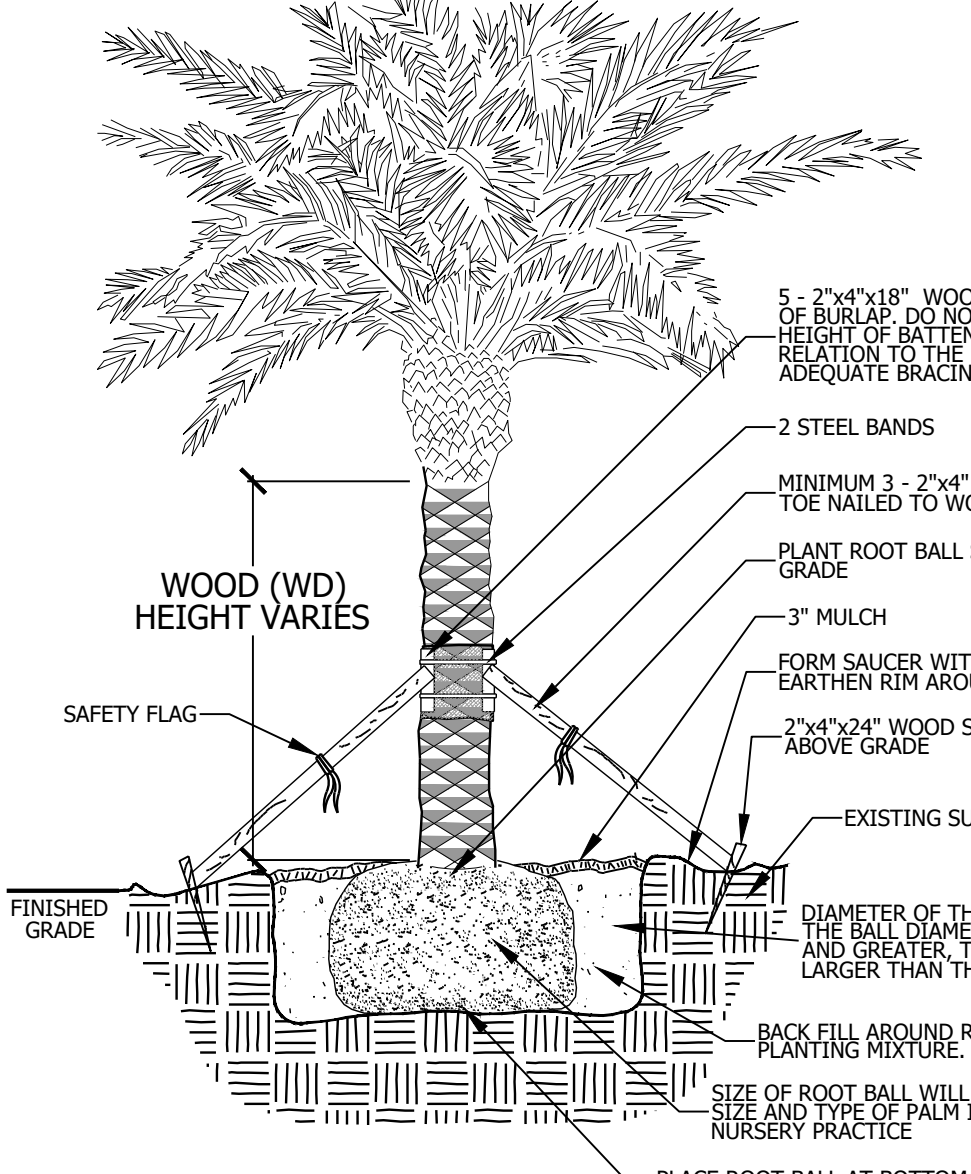 5 - 2"x4"x18" WOO
OF BURLAP. DO NO
HEIGHT OF BATTEN
RELATION TO THE
ADEQUATE BRACIN
2 STEEL BANDS
MINIMUM 3 - 2"x4"
TOE NAILED TO WO
PLANT ROOT BALL
GRADE
WOOD (WD)
HEIGHT VARIES
3" MULCH
FORM SAUCER WIT
EARTHEN RIM AROU
SAFETY FLAG
2"x4"x24" WOOD S
ABOVE GRADE
EXISTING SU
FINISHED
GRADE
DIAMETER OF TH
THE BALL DIAME
AND GREATER, T
LARGER THAN TH
BACK FILL AROUND R
PLANTING MIXTURE.
SIZE OF ROOT BALL WILL
SIZE AND TYPE OF PALM I
NURSERY PRACTICE
PLACE ROOT BALL AT BOTTOM